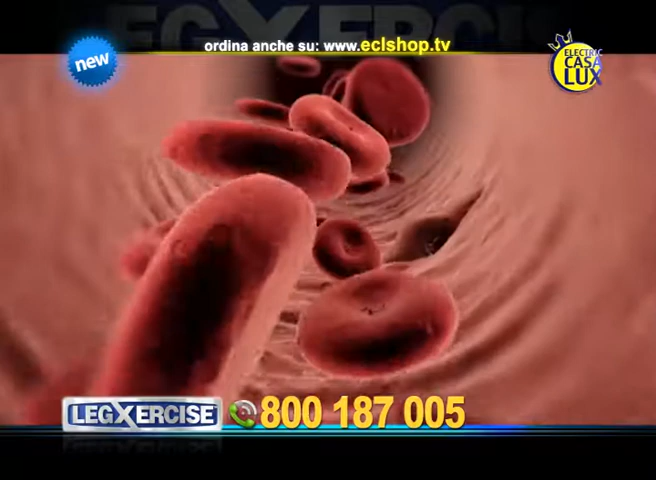 LEGXERCISE
ordina anche su: www.eclshop.tv
new
ELECTRIC
CASA
LUX
LEGXERCISE
800 187 005